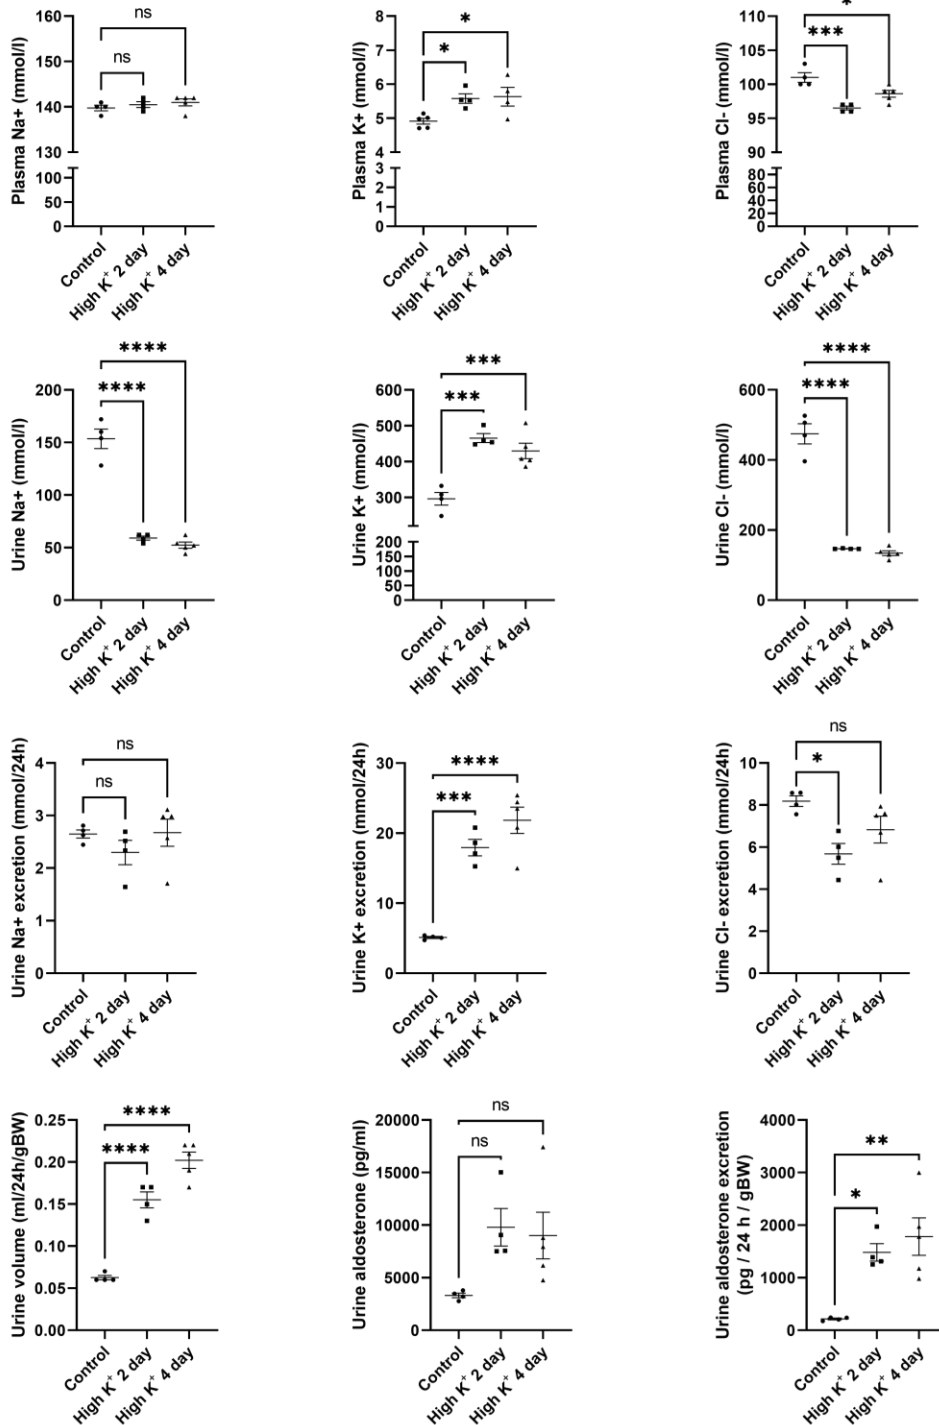 ns
ns
Plasma Na+ (mmol/l)
160
150
140
130
100
50
0
Control
High K+ 2 day
High K+ 4 day
*
*
Plasma K+ (mmol/l)
8
6
4
3
2
1
0
Control
High K+ 2 day
High K+ 4 day
*
***
Plasma Cl- (mmol/l)
110
105
100
95
90
80
60
40
20
0
Control
High K+ 2 day
High K+ 4 day
****
****
Urine Na+ (mmol/l)
200
150
100
50
0
Control
High K+ 2 day
High K+ 4 day
***
***
Urine K+ (mmol/l)
600
500
400
300
200
150
100
50
0
Control
High K+ 2 day
High K+ 4 day
****
****
Urine Cl- (mmol/l)
600
400
200
0
Control
High K+ 2 day
High K+ 4 day
ns
ns
Urine Na+ excretion (mmol/24h)
4
3
2
1
0
Control
High K+ 2 day
High K+ 4 day
****
***
Urine K+ excretion (mmol/24h)
30
20
10
0
Control
High K+ 2 day
High K+ 4 day
ns
*
Urine Cl- excretion (mmol/24h)
10
8
6
4
2
0
Control
High K+ 2 day
High K+ 4 day
****
****
Urine volume (ml/24h/gBW)
0.25
0.20
0.15
0.10
0.05
0.00
Control
High K+ 2 day
High K+ 4 day
ns
ns
Urine aldosterone (pg/ml)
20000
15000
10000
5000
0
Control
High K+ 2 day
High K+ 4 day
**
*
Urine aldosterone excretion
(pg / 24 h / gBW)
4000
3000
2000
1000
0
Control
High K+ 2 day
High K+ 4 day